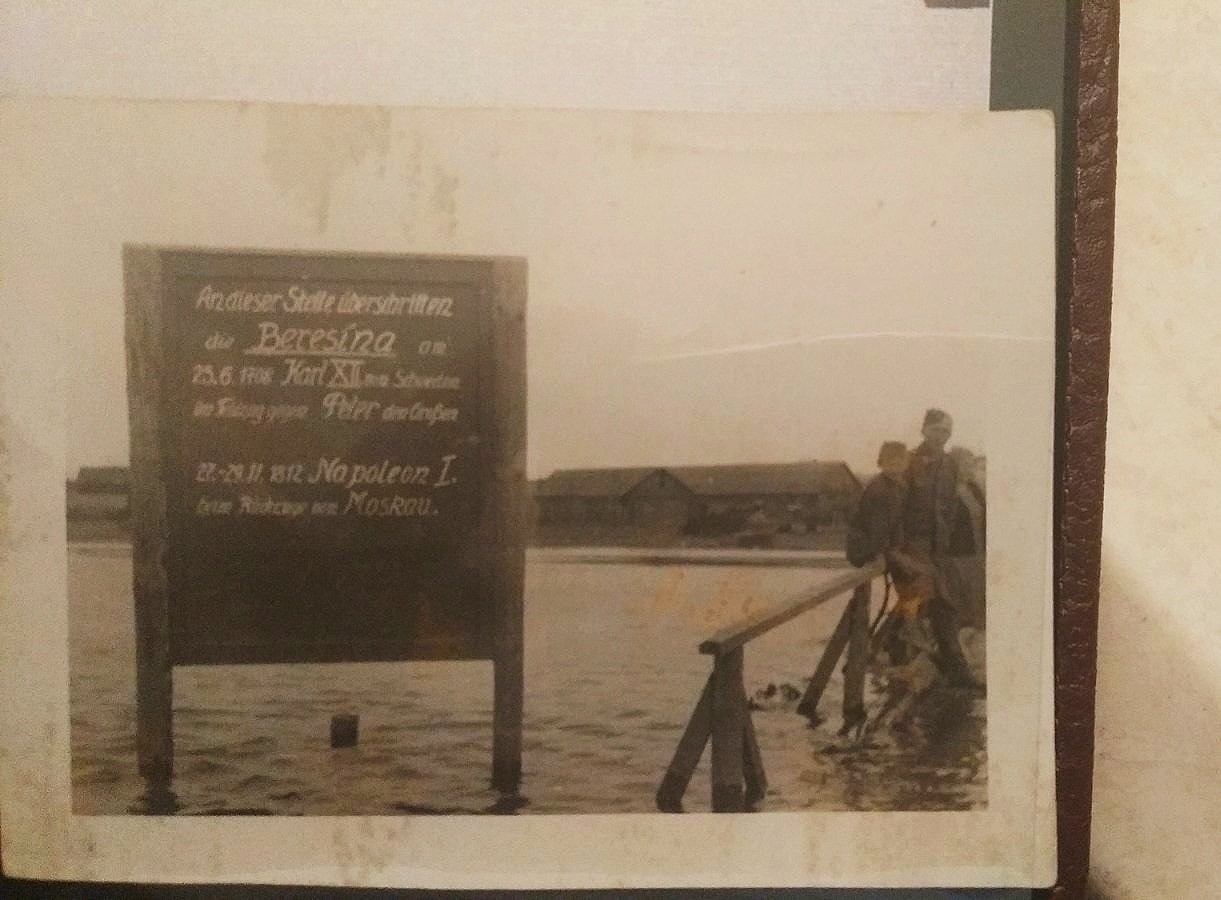 An dieser Stelle überschritten
die Beresina am
25.6.1708 Karl XII von Schweden
im Feldzug gegen Peter den Großen
27.-29.11.1812 Napoleon I.
beim Rückzuge von Moskau.